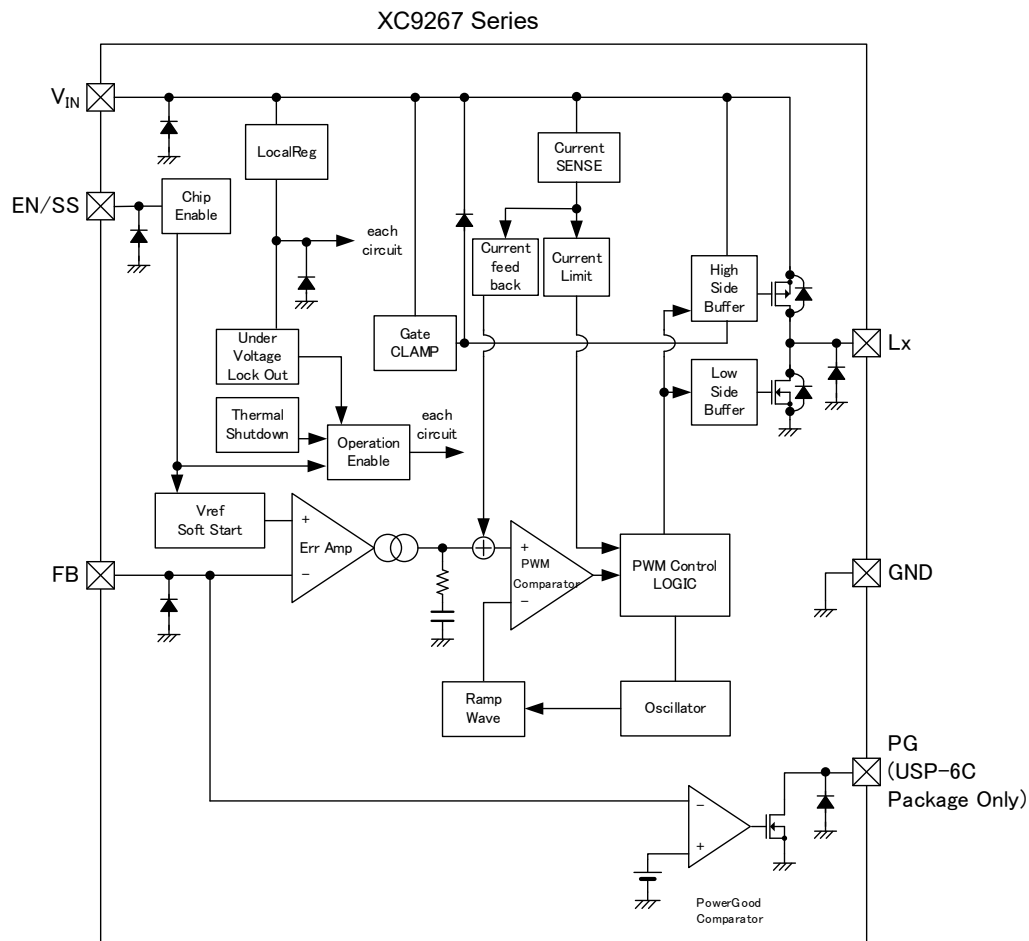 XC9267 Series
VIN
LocalReg
Current
SENSE
EN/SS
Chip
Enable
each
circuit
Current
feed
back
Current
Limit
High
Side
Buffer
Gate
CLAMP
Under
Voltage
Lock Out
Lx
Low
Side
Buffer
Thermal
Shutdown
Operation
Enable
each
circuit
Vref
Soft Start
+
Err Amp
−
+
+
PWM
Comparator
−
PWM Control
LOGIC
FB
GND
Ramp
Wave
Oscillator
PG
(USP-6C
Package Only)
−
+
PowerGood
Comparator